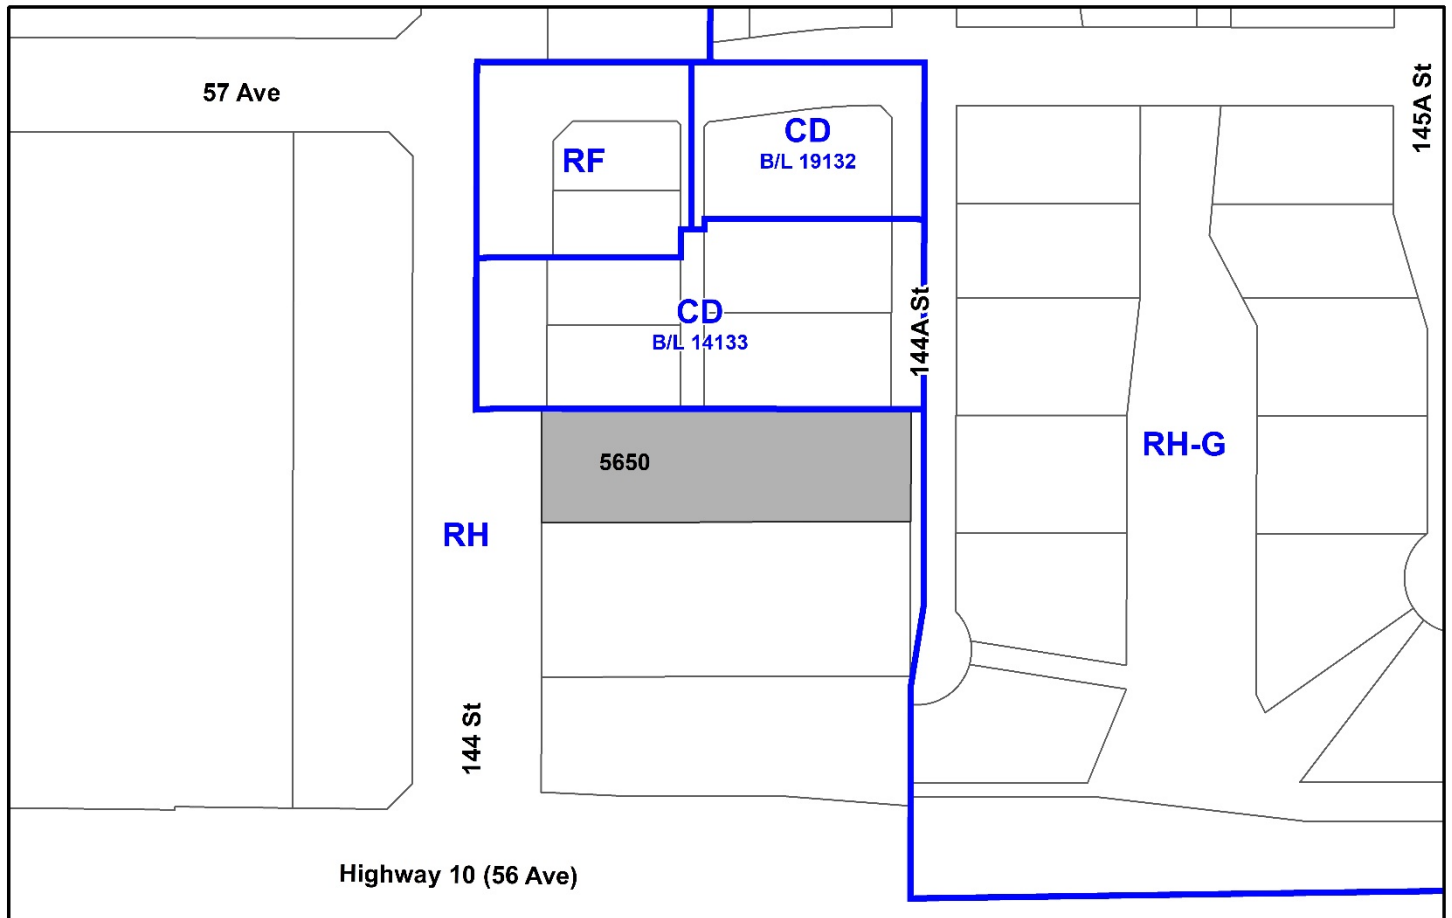 57 Ave
145A St
CD
B/L 19132
RF
CD
B/L 14133
144A St
RH-G
5650
RH
144 St
Highway 10 (56 Ave)